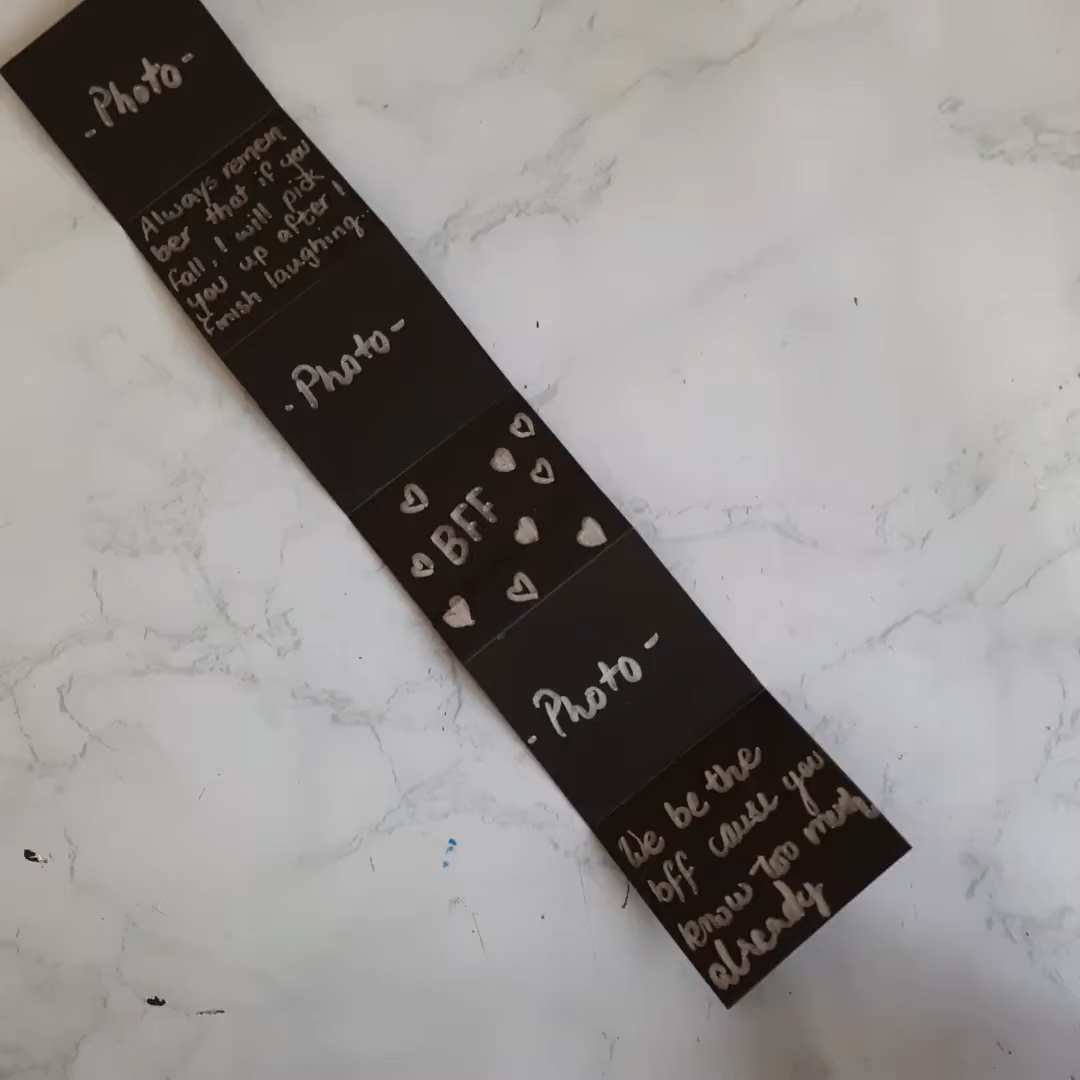 -Photo-
Always remem
ber that if you
fall, I will pick
you up after I
finish laughing..
-Photo-
BFF
-Photo-
We be the
bff cause you
know too much
already